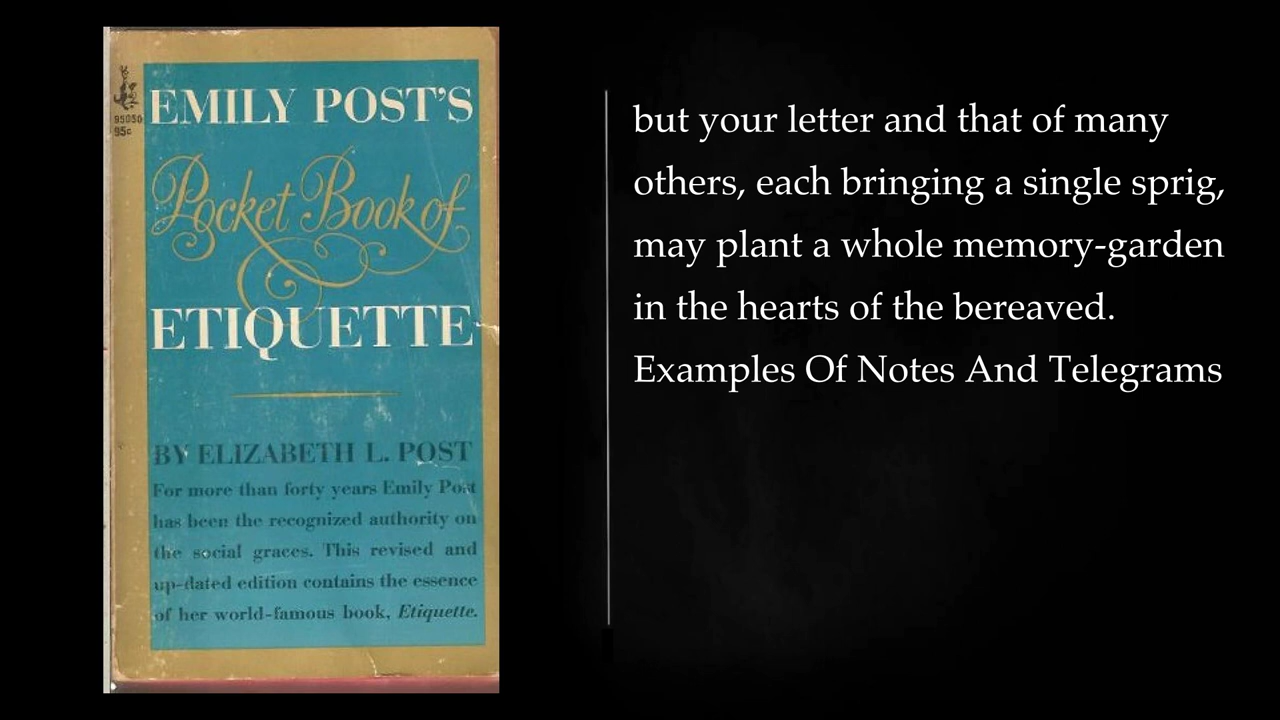 EMILY POST'S
Pocket Book of
ETIQUETTE
95050
95c
BY ELIZABETH L. POST
For more than forty years Emily Post
has been the recognized authority on
the social graces. This revised and
up-dated edition contains the essence
of her world-famous book, Etiquette.
but your letter and that of many
others, each bringing a single sprig,
may plant a whole memory-garden
in the hearts of the bereaved.
Examples Of Notes And Telegrams